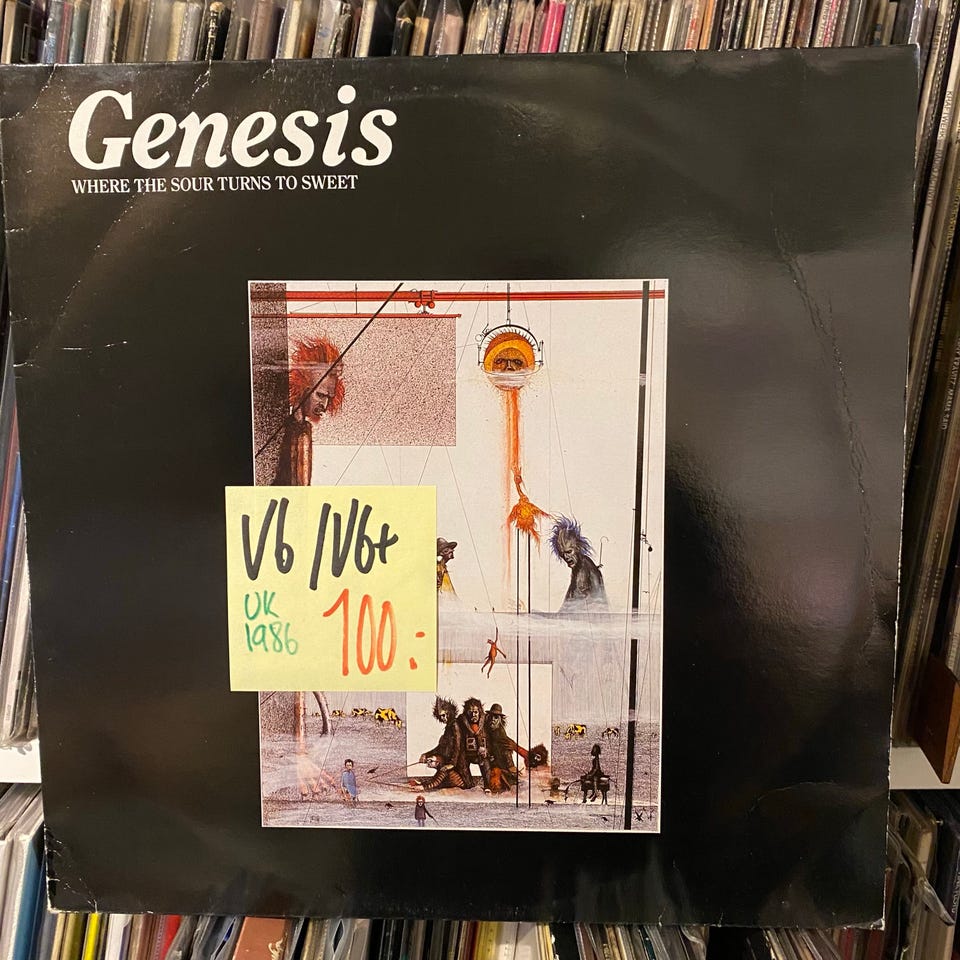 Genesis
WHERE THE SOUR TURNS TO SWEET
VG /VG+
UK
1986
100: